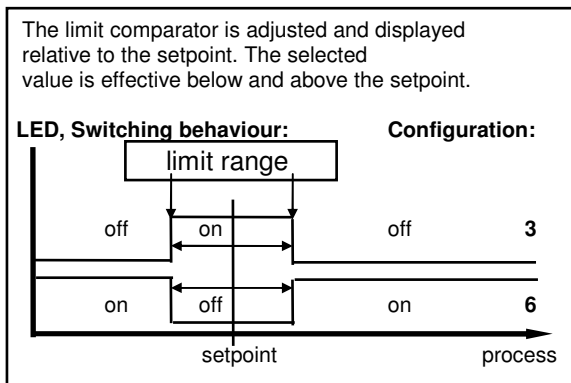 The limit comparator is adjusted and displayed
relative to the setpoint. The selected
value is effective below and above the setpoint.
LED, Switching behaviour: Configuration:
limit range
off on off 3
on off on 6
setpoint process